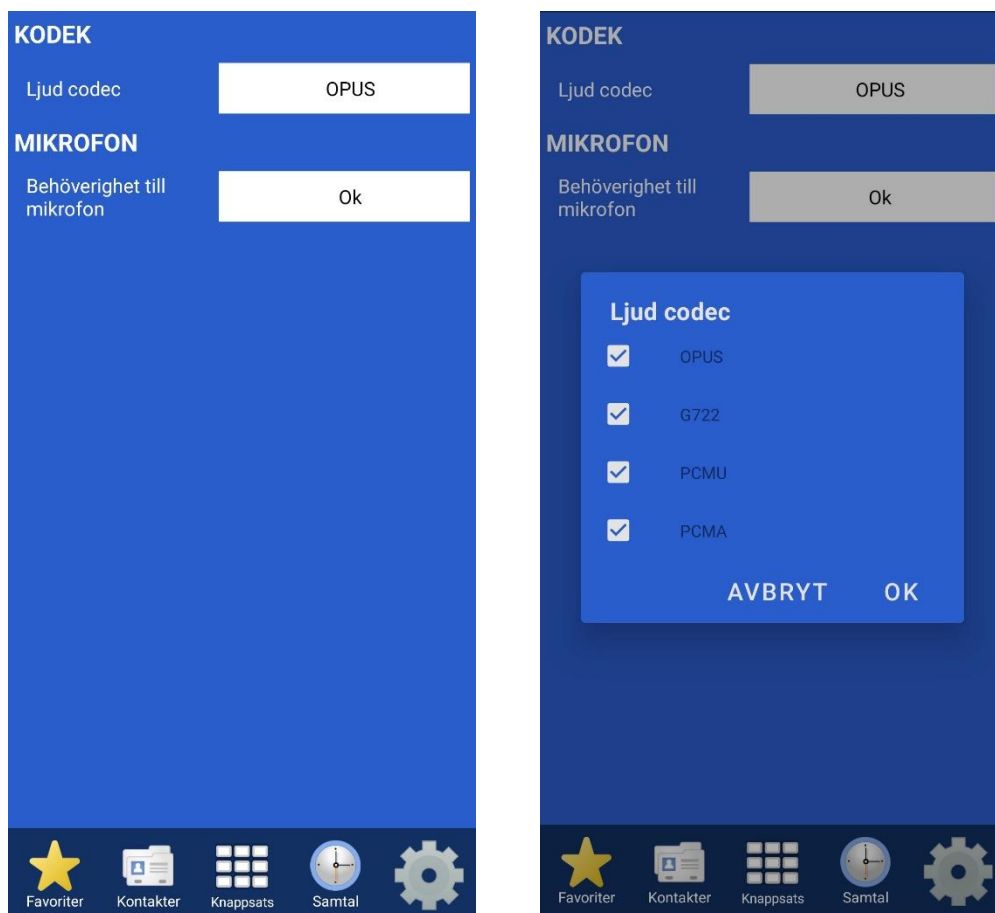 KODEK
Ljud codec
OPUS
MIKROFON
Behöverighet till
mikrofon
Ok
Favoriter
Kontakter
Knappsats
Samtal
KODEK
Ljud codec
OPUS
MIKROFON
Behöverighet till
mikrofon
Ok
Ljud codec
OPUS
G722
PCMU
PCMA
AVBRYT
OK
Favoriter
Kontakter
Knappsats
Samtal